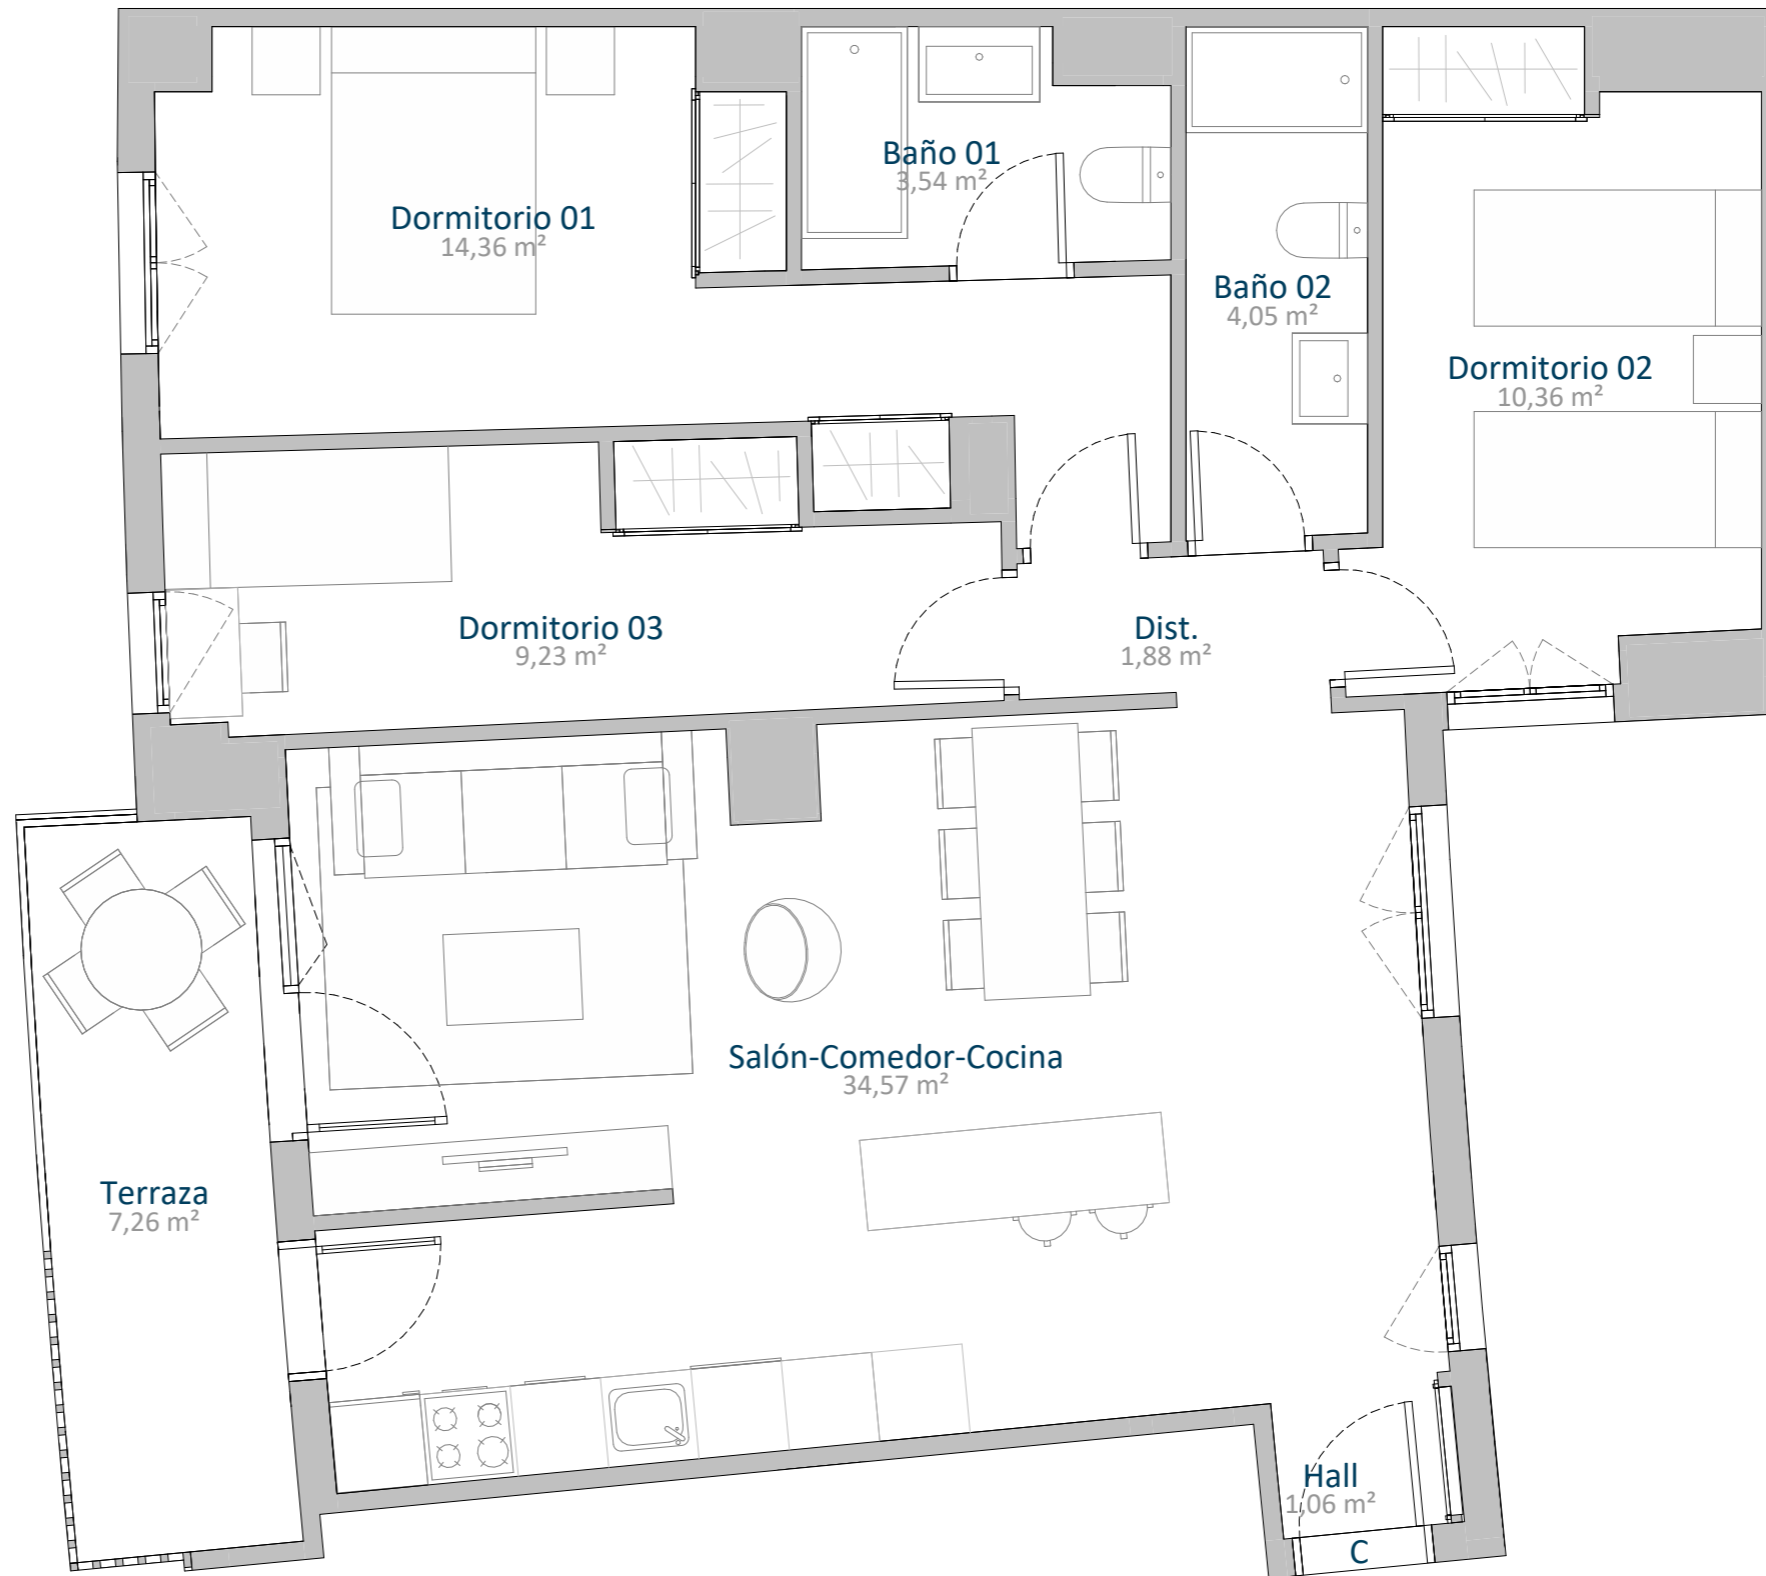 Baño 01
3,54 m²
Dormitorio 01
14,36 m²
Baño 02
4,05 m²
Dormitorio 02
10,36 m²
Dormitorio 03
9,23 m²
Dist.
1,88 m²
Salón-Comedor-Cocina
34,57 m²
Terraza
7,26 m²
Hall
1,06 m²
C